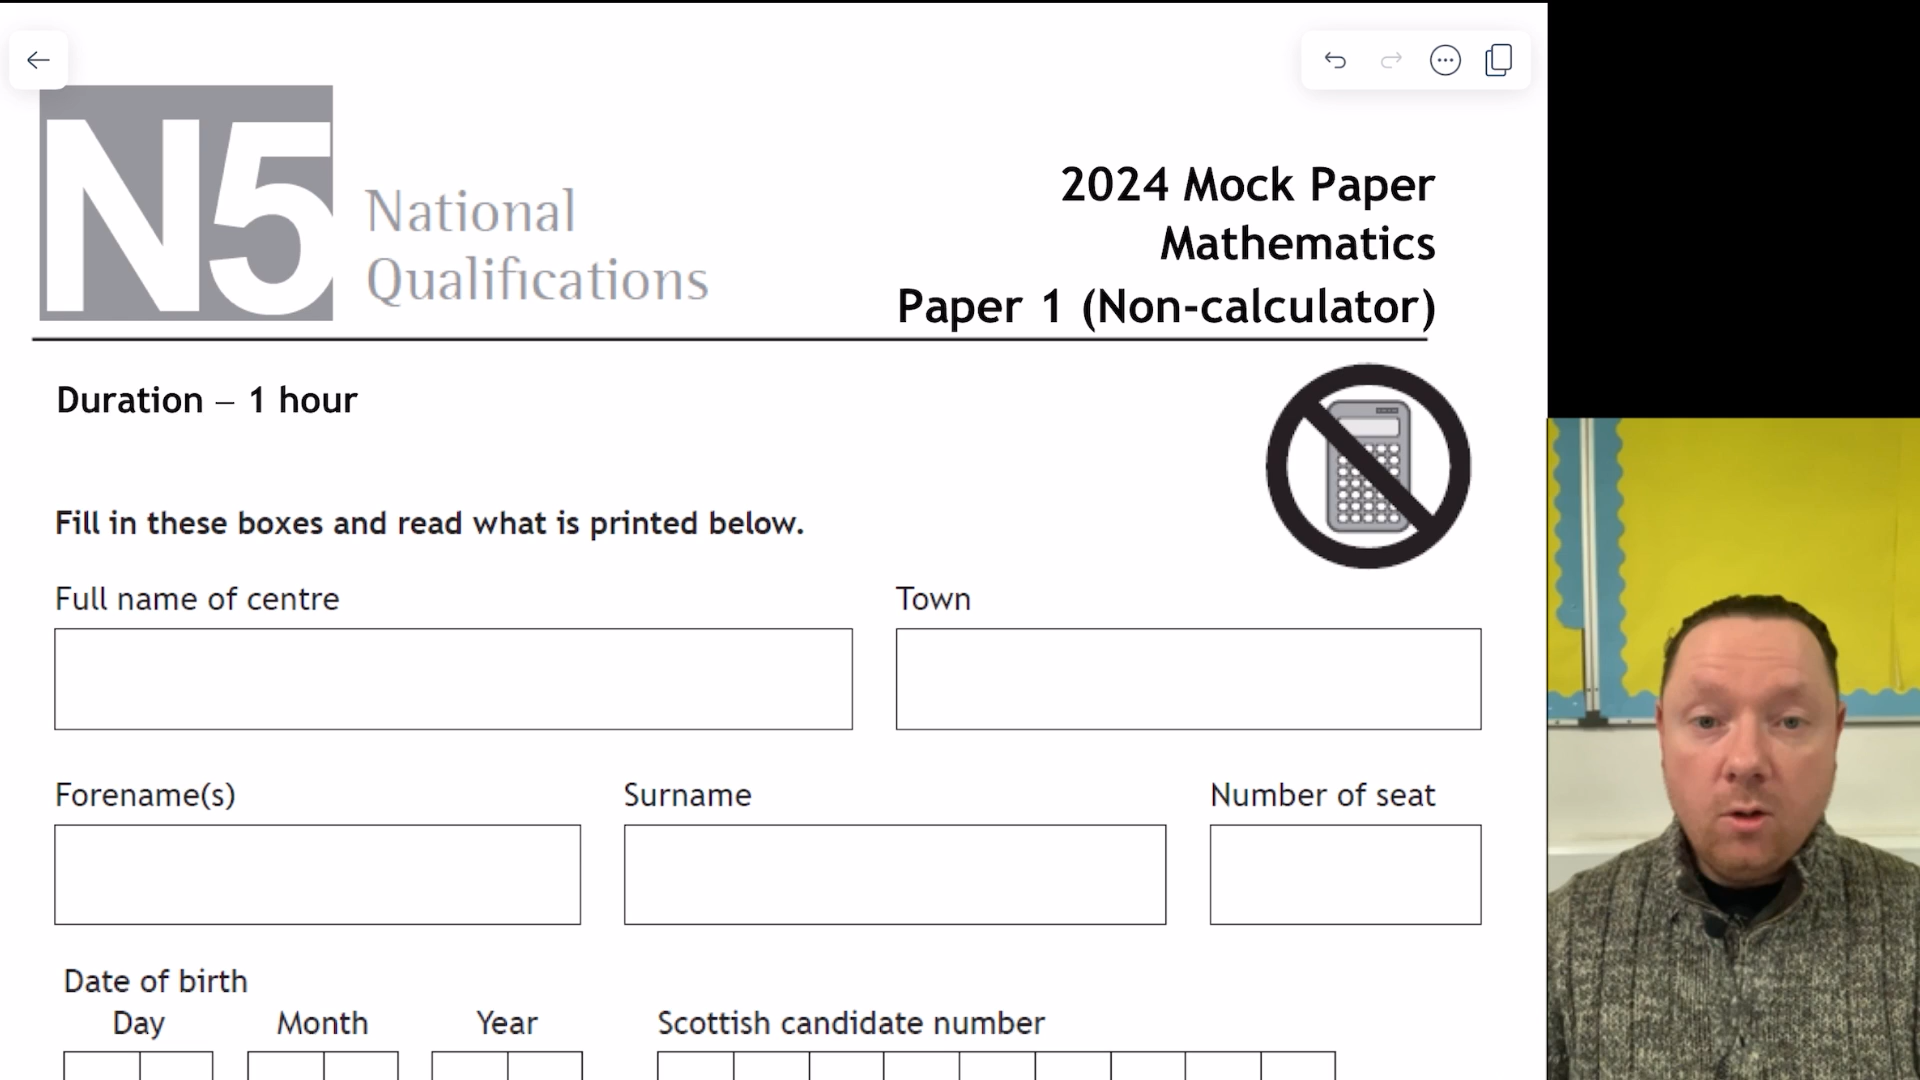 N5
National
Qualifications
2024 Mock Paper
Mathematics
Paper 1 (Non-calculator)
Duration – 1 hour
Fill in these boxes and read what is printed below.
Full name of centre
Town
Forename(s)
Surname
Number of seat
Date of birth
Day
Month
Year
Scottish candidate number